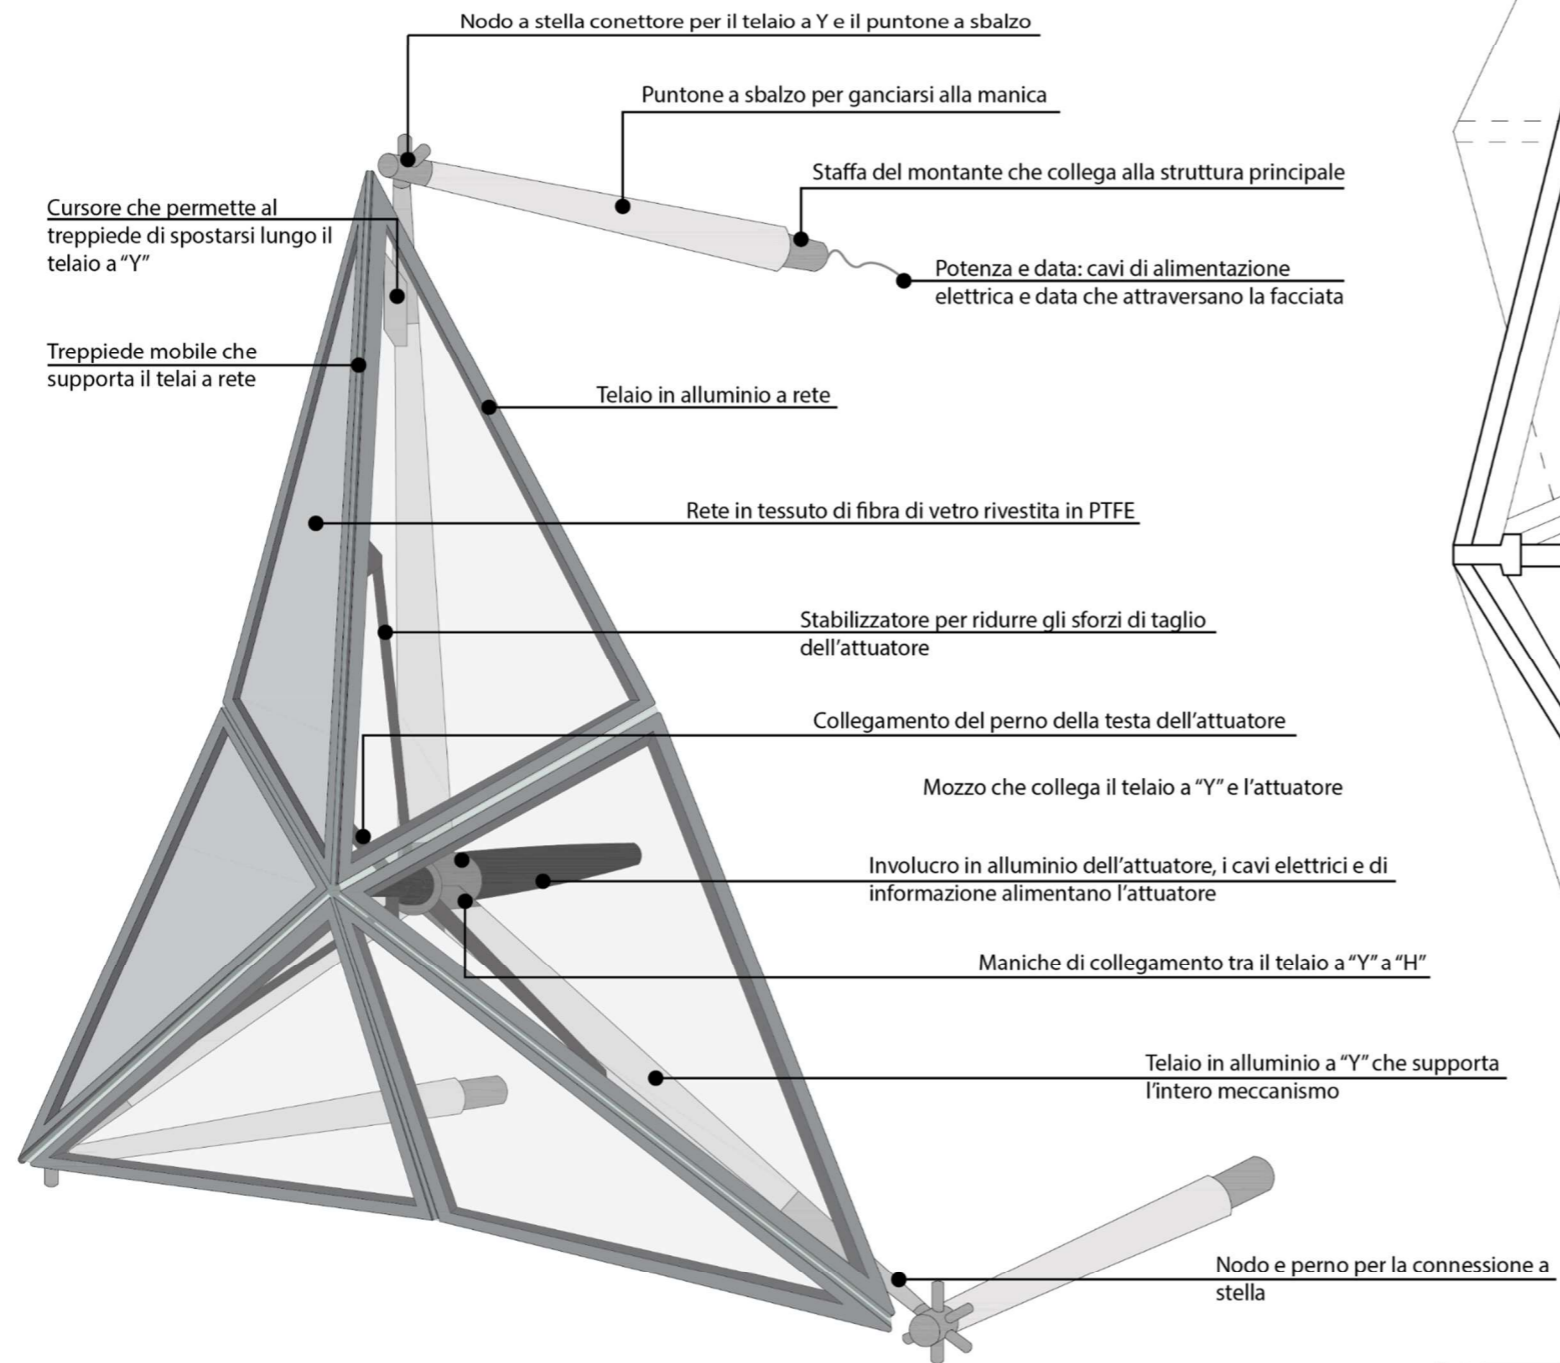 Nodo a stella conettore per il telaio a Y e il puntone a sbalzo
Puntone a sbalzo per ganciarsi alla manica
Staffa del montante che collega alla struttura principale
Cursore che permette al
treppiede di spostarsi lungo il
telaio a “Y”
Potenza e data: cavi di alimentazione
elettrica e data che attraversano la facciata
Treppiede mobile che
supporta il telai a rete
Telaio in alluminio a rete
Rete in tessuto di fibra di vetro rivestita in PTFE
Stabilizzatore per ridurre gli sforzi di taglio
dell’attuatore
Collegamento del perno della testa dell’attuatore
Mozzo che collega il telaio a “Y” e l’attuatore
Involucro in alluminio dell’attuatore, i cavi elettrici e di
informazione alimentano l’attuatore
Maniche di collegamento tra il telaio a “Y” a “H”
Telaio in alluminio a “Y” che supporta
l’intero meccanismo
Nodo e perno per la connessione a
stella